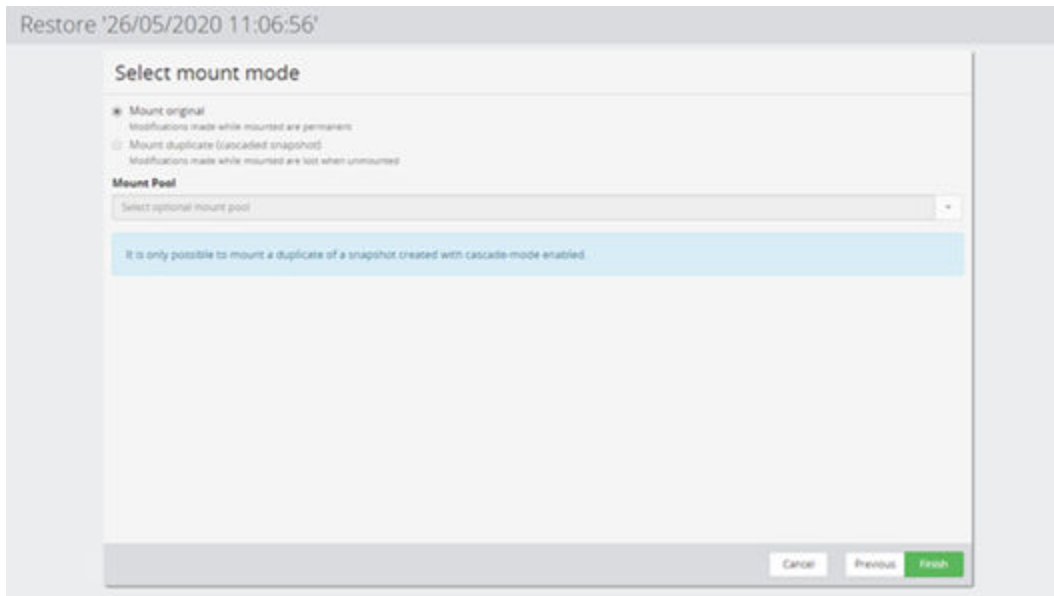 Restore '26/05/2020 11:06:56'
Select mount mode
Mount original
Modifications made while mounted are permanent
Mount duplicate (cascaded snapshot)
Modifications made while mounted are lost when unmounted
Mount Pool
Select optional mount pool
It is only possible to mount a duplicate of a snapshot created with cascade-mode enabled.
Cancel Previous Finish